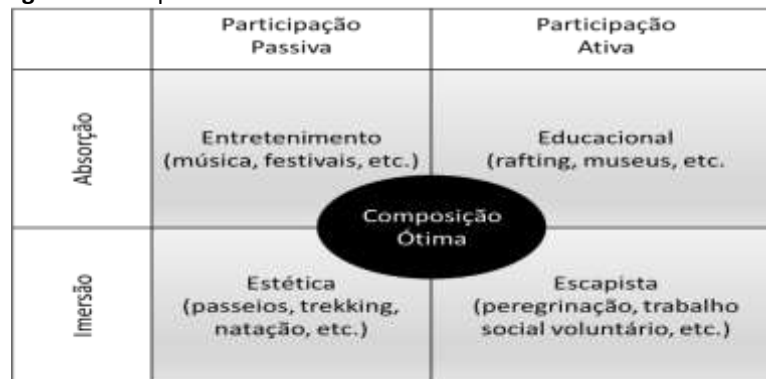 Participação
Passiva
Participação
Ativa
Absorção
Entretenimento
(música, festivais, etc.)
Educacional
(rafting, museus, etc.
Composição
Ótima
Imersão
Estética
(passeios, trekking,
natação, etc.)
Escapista
(peregrinação, trabalho
social voluntário, etc.)